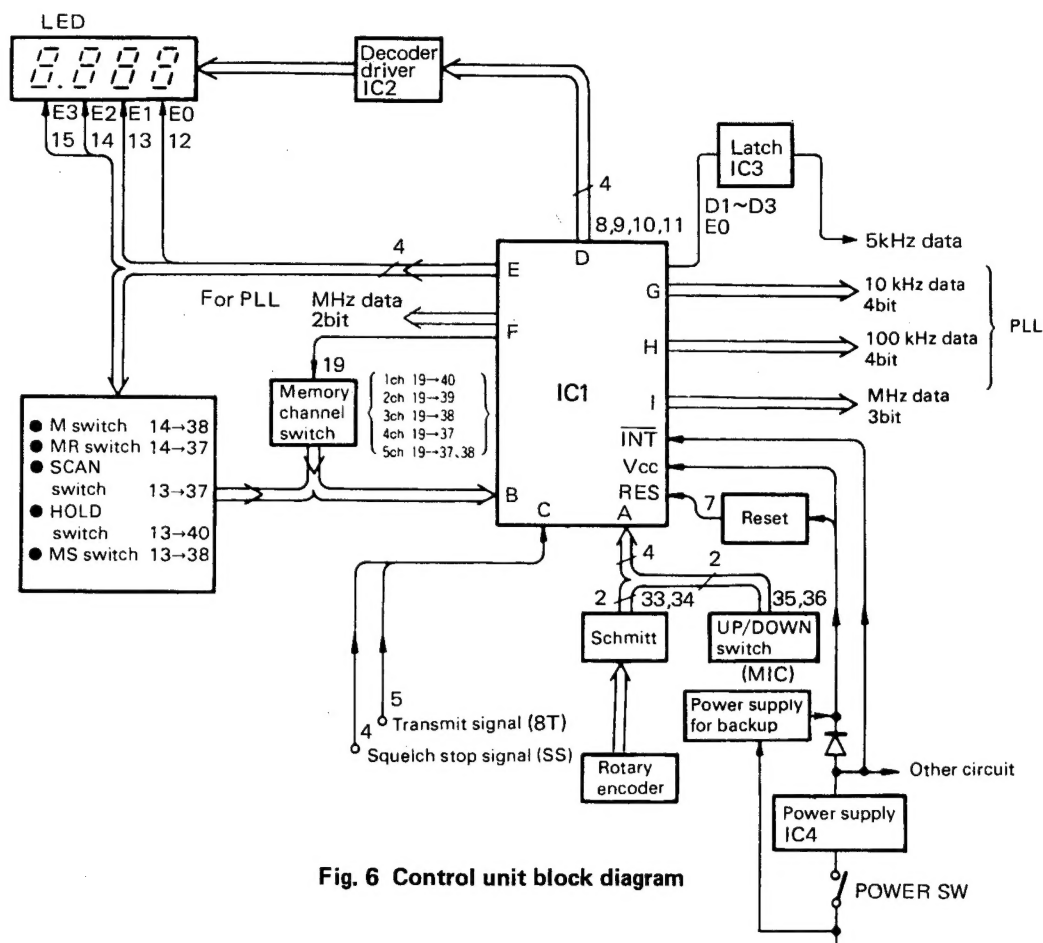 LED
E3 E2 E1 E0
15 14 13 12
Decoder
driver
IC2
4
Latch
IC3
D1~D3
E0
5kHz data
8,9,10,11
D
E
4
For PLL
MHz data
2bit
F
G
10 kHz data
4bit
H
100 kHz data
4bit
PLL
I
MHz data
3bit
IC1
19
Memory
channel
switch
1ch 19→40
2ch 19→39
3ch 19→38
4ch 19→37
5ch 19→37、38
● M switch 14→38
● MR switch 14→37
● SCAN
switch 13→37
● HOLD
switch 13→40
● MS switch 13→38
B
C
A
INT
Vcc
RES
7
Reset
4
2
2
33,34
35,36
Schmitt
UP/DOWN
switch
(MIC)
5
Transmit signal (8T)
4
Squelch stop signal (SS)
Rotary
encoder
Power supply
for backup
Other circuit
Power supply
IC4
POWER SW
Fig. 6 Control unit block diagram